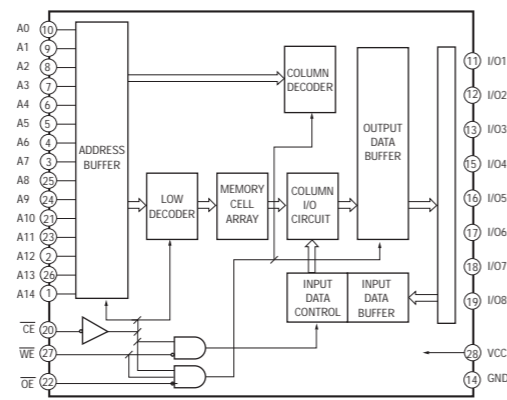 A0 10
A1 9
A2 8
A3 7
A4 6
A5 5
A6 4
A7 3
A8 25
A9 24
A10 21
A11 23
A12 2
A13 26
A14 1
CE 20
WE 27
OE 22
ADDRESS
BUFFER
LOW
DECODER
MEMORY
CELL
ARRAY
COLUMN
DECODER
COLUMN
I/O
CIRCUIT
OUTPUT
DATA
BUFFER
INPUT
DATA
CONTROL
INPUT
DATA
BUFFER
11 I/O1
12 I/O2
13 I/O3
15 I/O4
16 I/O5
17 I/O6
18 I/O7
19 I/O8
28 VCC
14 GND